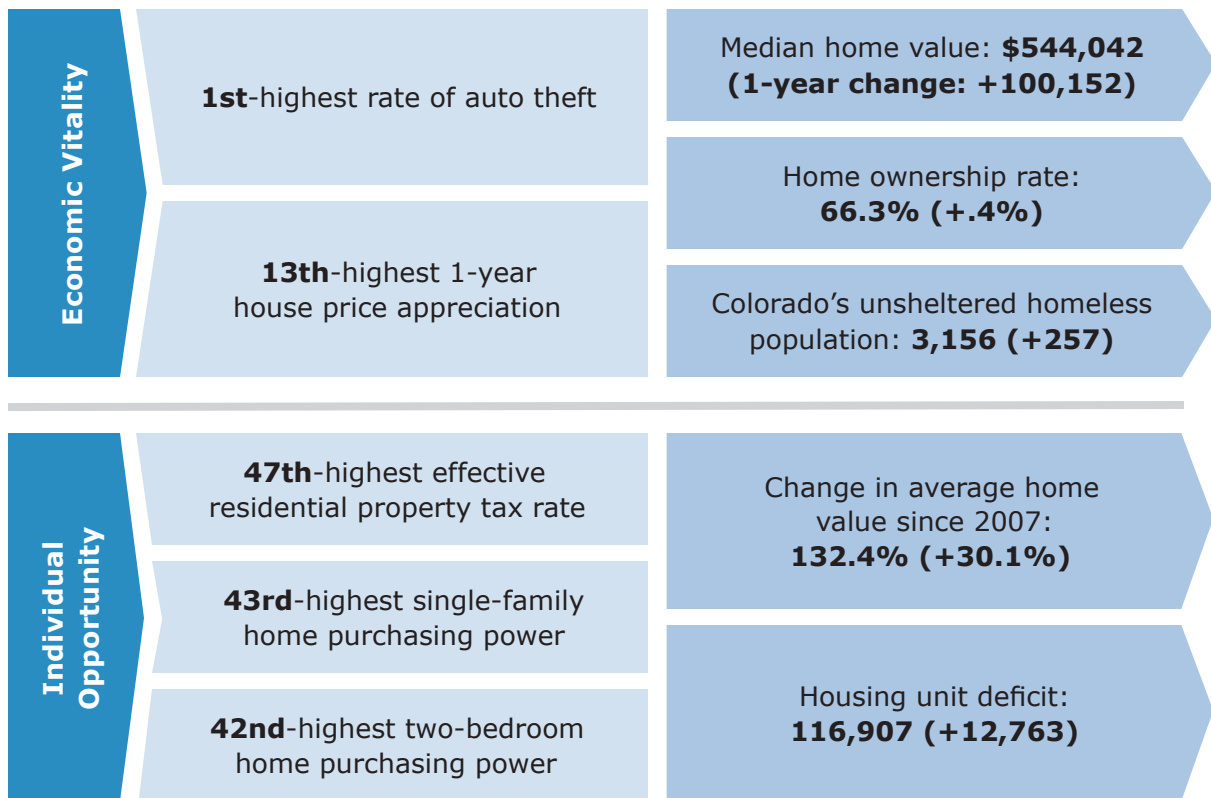 Economic Vitality
1st-highest rate of auto theft
13th-highest 1-year
house price appreciation
Median home value: $544,042
(1-year change: +100,152)
Home ownership rate:
66.3% (+.4%)
Colorado’s unsheltered homeless
population: 3,156 (+257)
Individual
Opportunity
47th-highest effective
residential property tax rate
43rd-highest single-family
home purchasing power
42nd-highest two-bedroom
home purchasing power
Change in average home
value since 2007:
132.4% (+30.1%)
Housing unit deficit:
116,907 (+12,763)